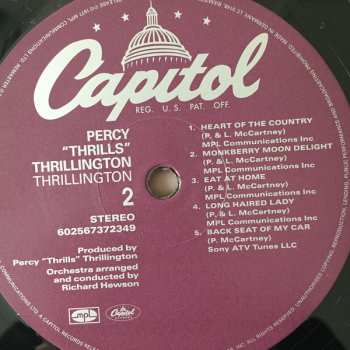 Capitol
REG. U.S. PAT. OFF.
PERCY
"THRILLS"
THRILLINGTON
THRILLINGTON
2
STEREO
602567372349
Produced by
Percy "Thrills" Thrillington
Orchestra arranged
and conducted by
Richard Hewson
1. HEART OF THE COUNTRY
(P. & L. McCartney)
MPL Communications Inc
2. MONKBERRY MOON DELIGHT
(P. & L. McCartney)
MPL Communications Inc
3. EAT AT HOME
(P. & L. McCartney)
MPL Communications Inc
4. LONG HAIRED LADY
(P. & L. McCartney)
MPL Communications Inc
5. BACK SEAT OF MY CAR
(P. McCartney)
Sony ATV Tunes LLC
mpl
Capitol